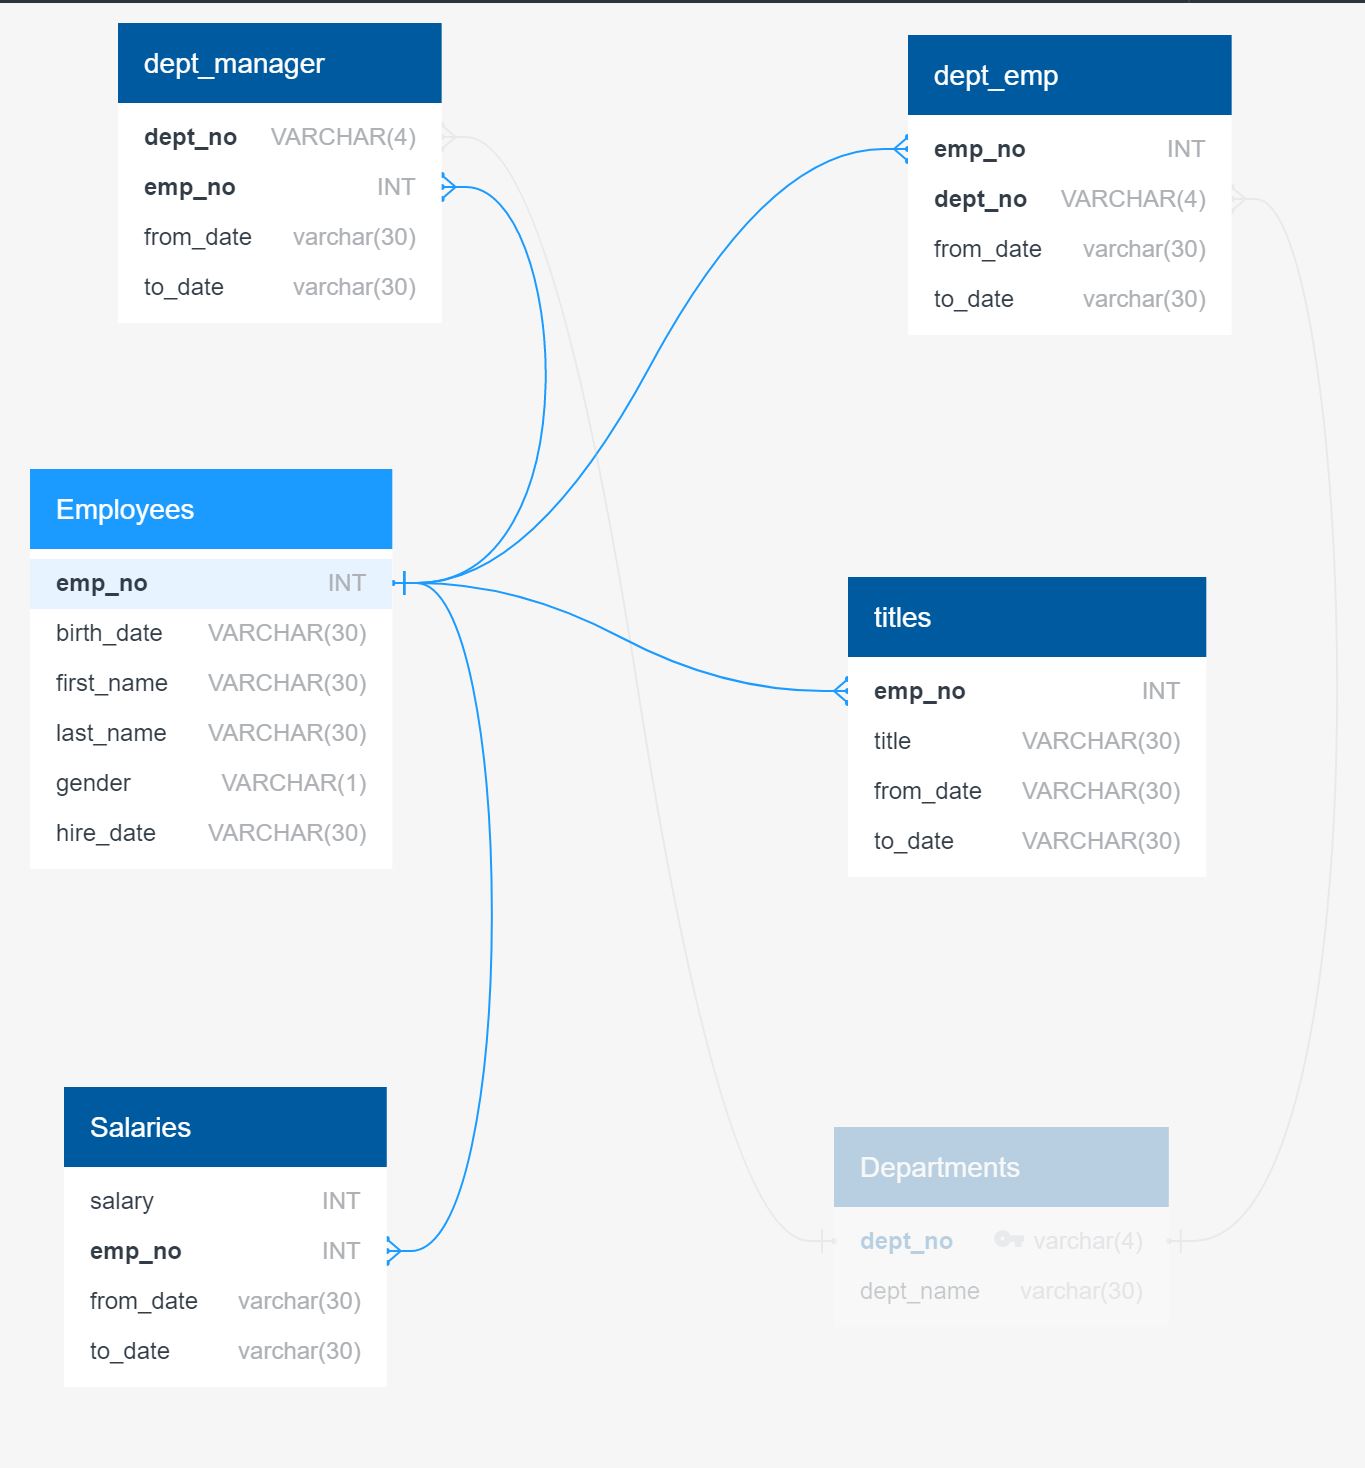 dept_manager
dept_no VARCHAR(4)
emp_no INT
from_date varchar(30)
to_date varchar(30)
dept_emp
emp_no INT
dept_no VARCHAR(4)
from_date varchar(30)
to_date varchar(30)
Employees
emp_no INT
birth_date VARCHAR(30)
first_name VARCHAR(30)
last_name VARCHAR(30)
gender VARCHAR(1)
hire_date VARCHAR(30)
titles
emp_no INT
title VARCHAR(30)
from_date VARCHAR(30)
to_date VARCHAR(30)
Salaries
salary INT
emp_no INT
from_date varchar(30)
to_date varchar(30)
Departments
dept_no varchar(4)
dept_name varchar(30)